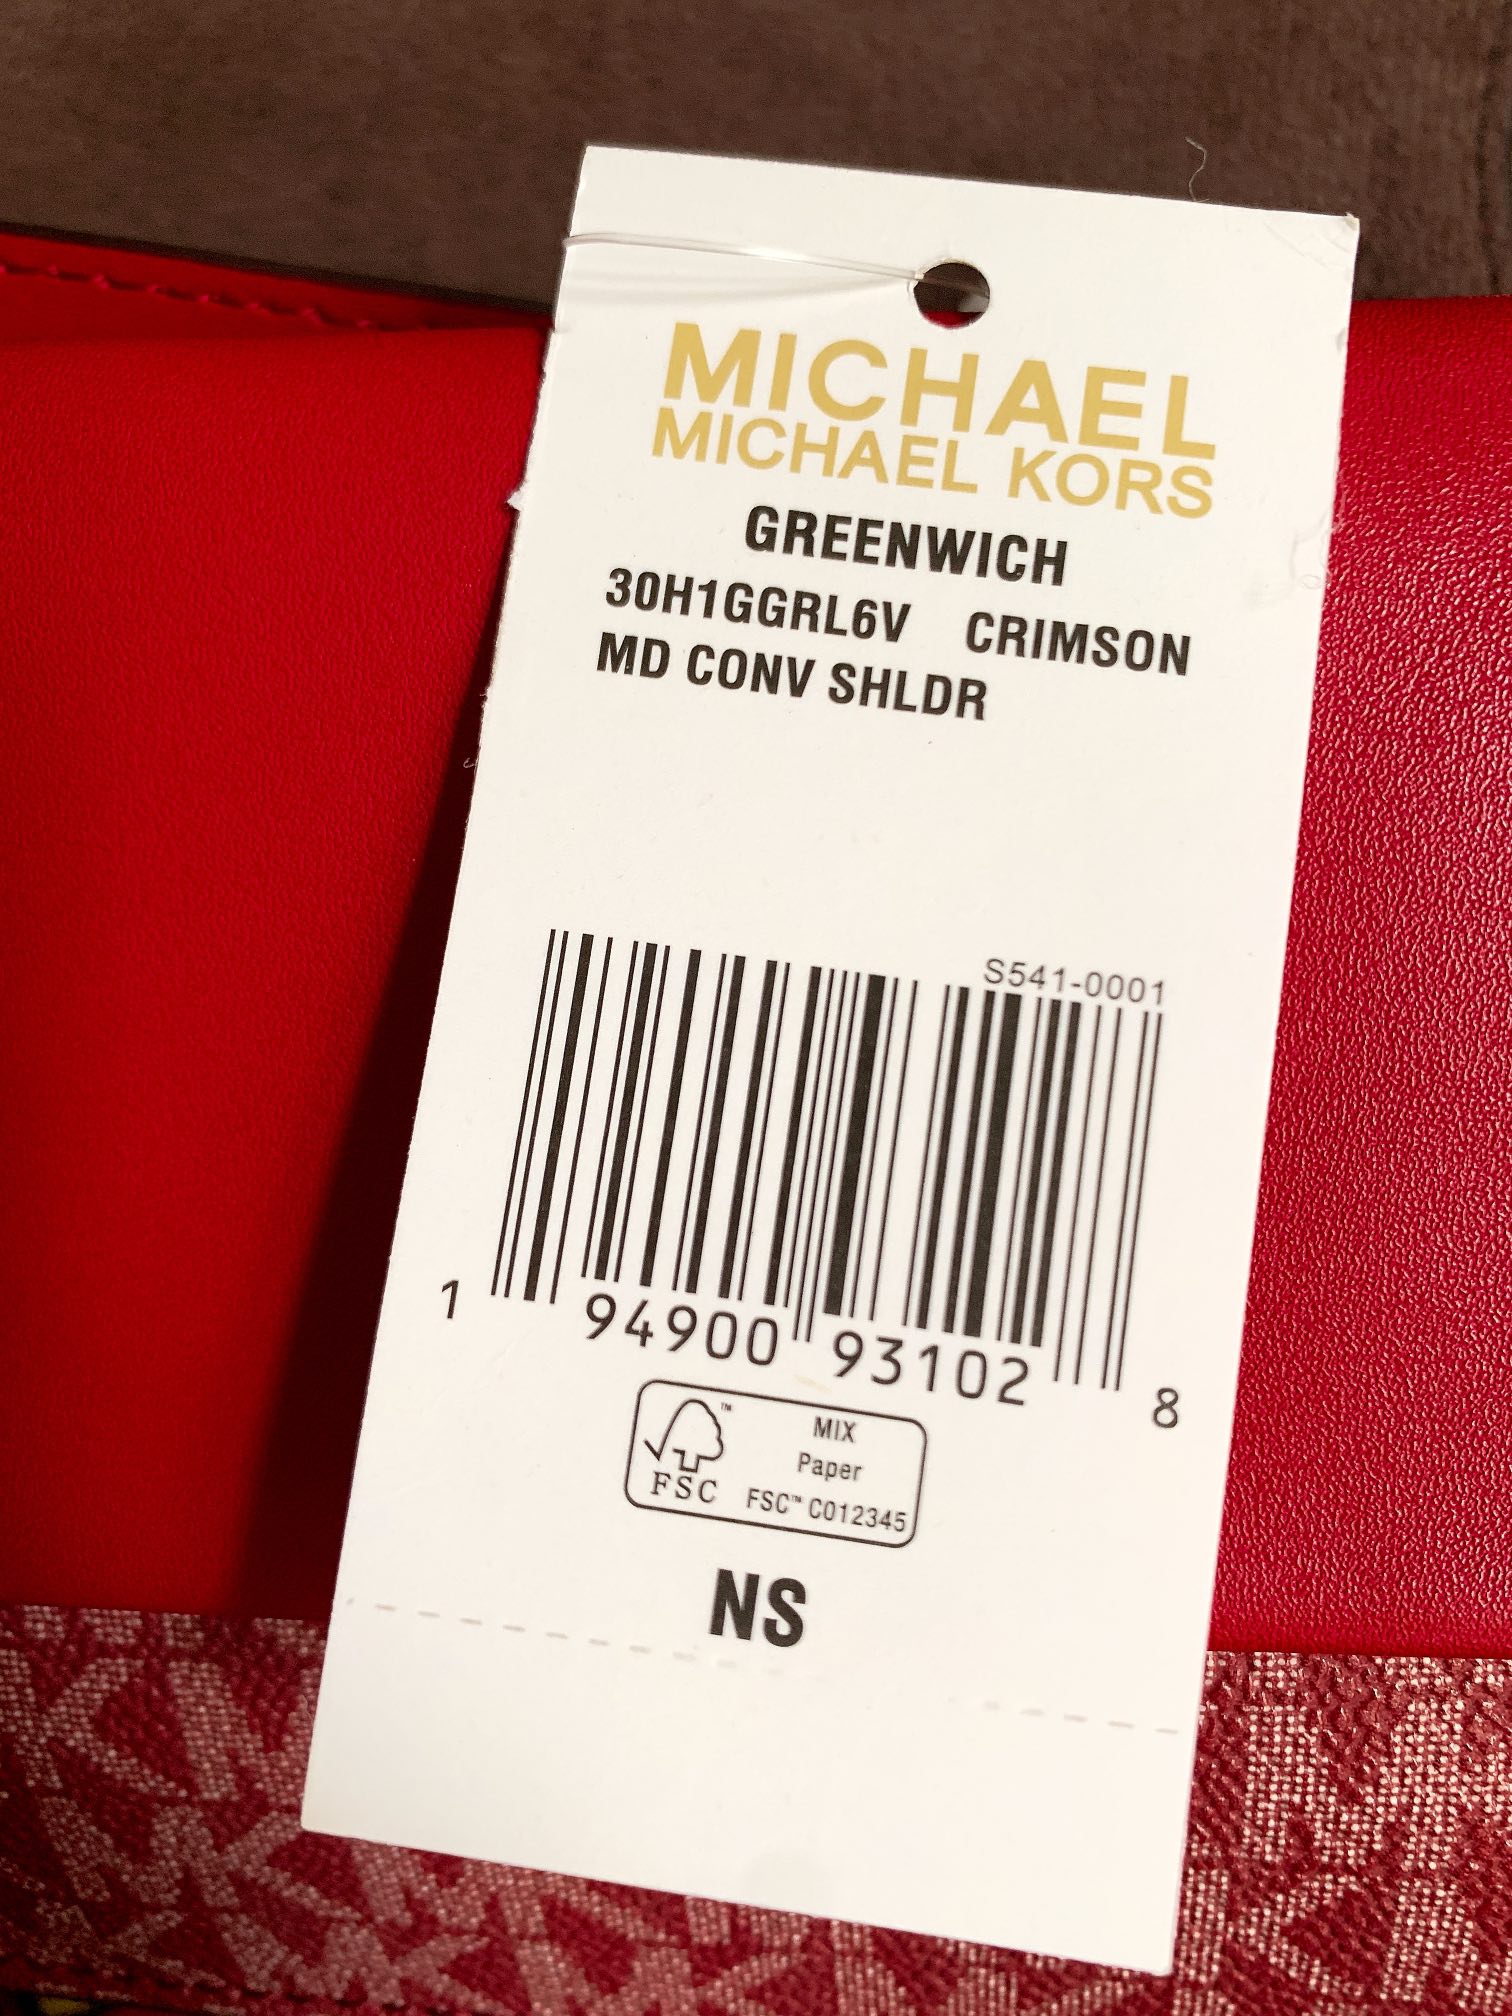 MICHAEL
MICHAEL KORS
GREENWICH
30H1GGRL6V CRIMSON
MD CONV SHLDR
S541-0001
1 94900 93102 8
FSC
MIX
Paper
FSC™ C012345
NS